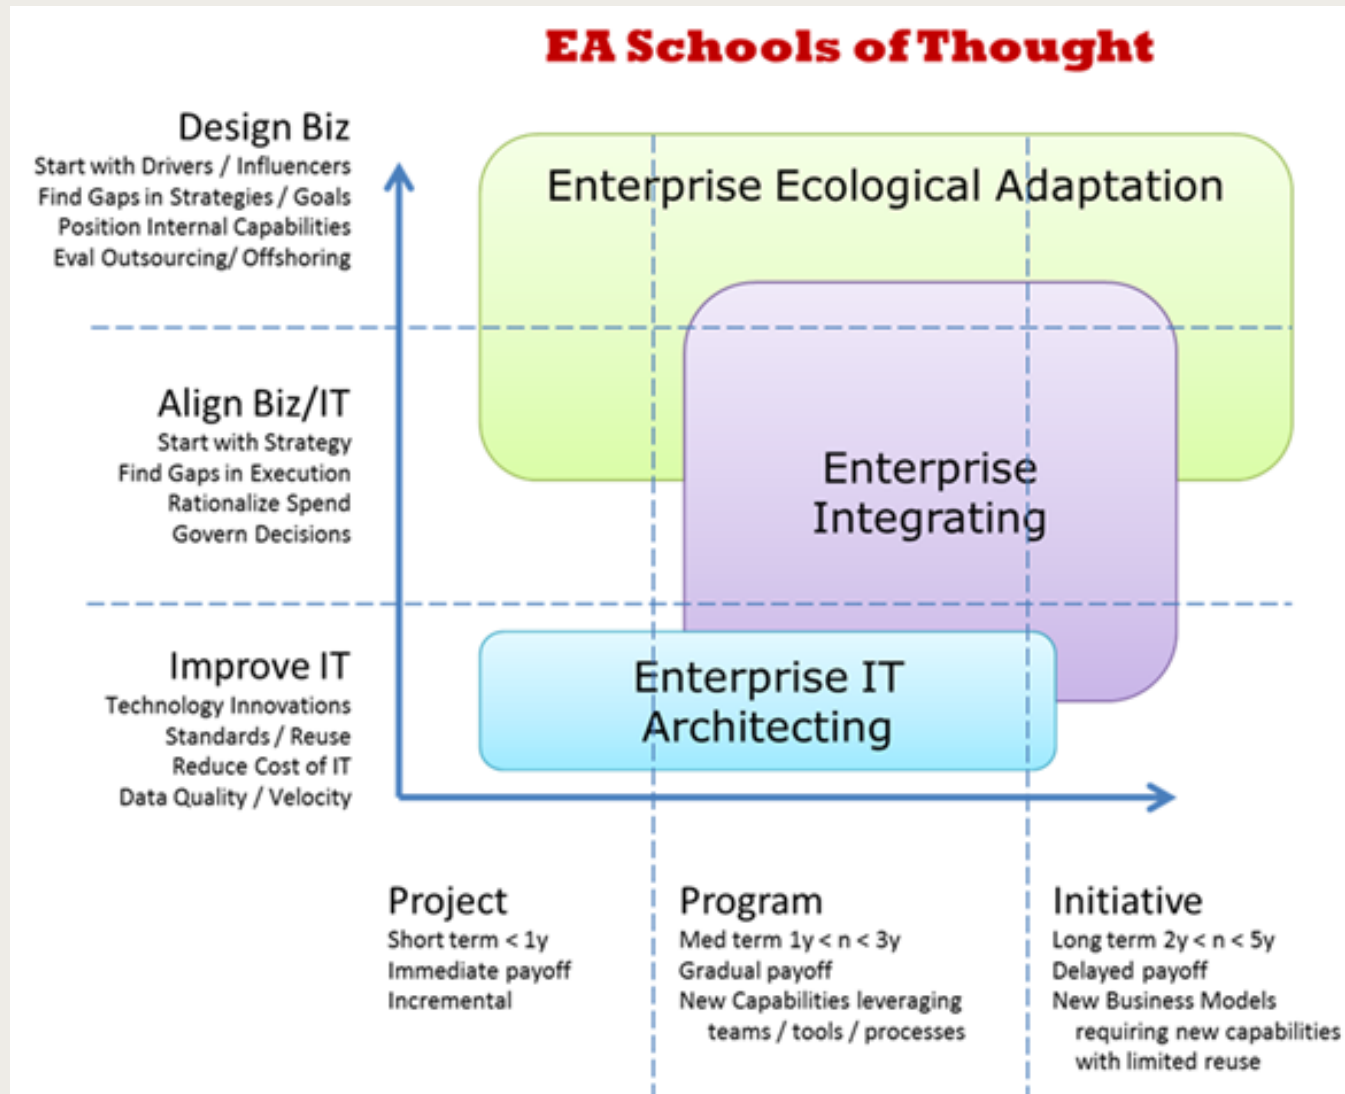 EA Schools of Thought
Design Biz
Start with Drivers / Influencers
Find Gaps in Strategies / Goals
Position Internal Capabilities
Eval Outsourcing/ Offshoring
Enterprise Ecological Adaptation
Align Biz/IT
Start with Strategy
Find Gaps in Execution
Rationalize Spend
Govern Decisions
Enterprise
Integrating
Improve IT
Technology Innovations
Standards / Reuse
Reduce Cost of IT
Data Quality / Velocity
Enterprise IT
Architecting
Project
Short term < 1y
Immediate payoff
Incremental
Program
Med term 1y < n < 3y
Gradual payoff
New Capabilities leveraging
teams / tools / processes
Initiative
Long term 2y < n < 5y
Delayed payoff
New Business Models
requiring new capabilities
with limited reuse